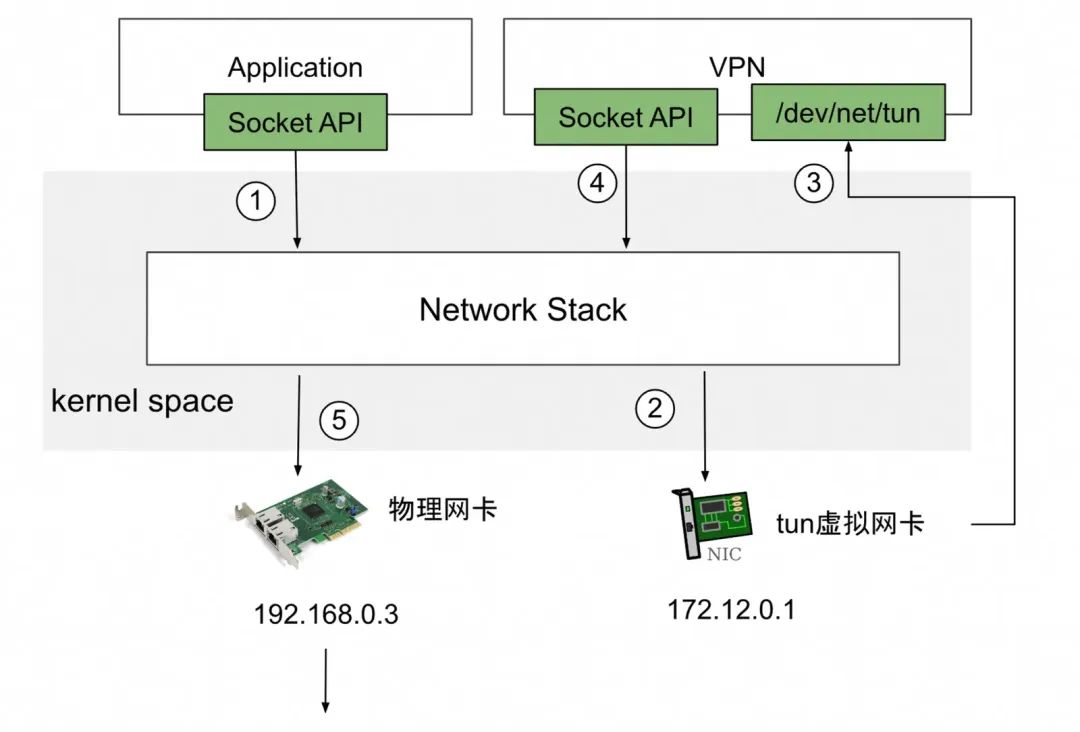 Application
VPN
Socket API
Socket API
/dev/net/tun
①
④
③
Network Stack
kernel space
⑤
②
物理网卡
tun虚拟网卡
NIC
192.168.0.3
172.12.0.1